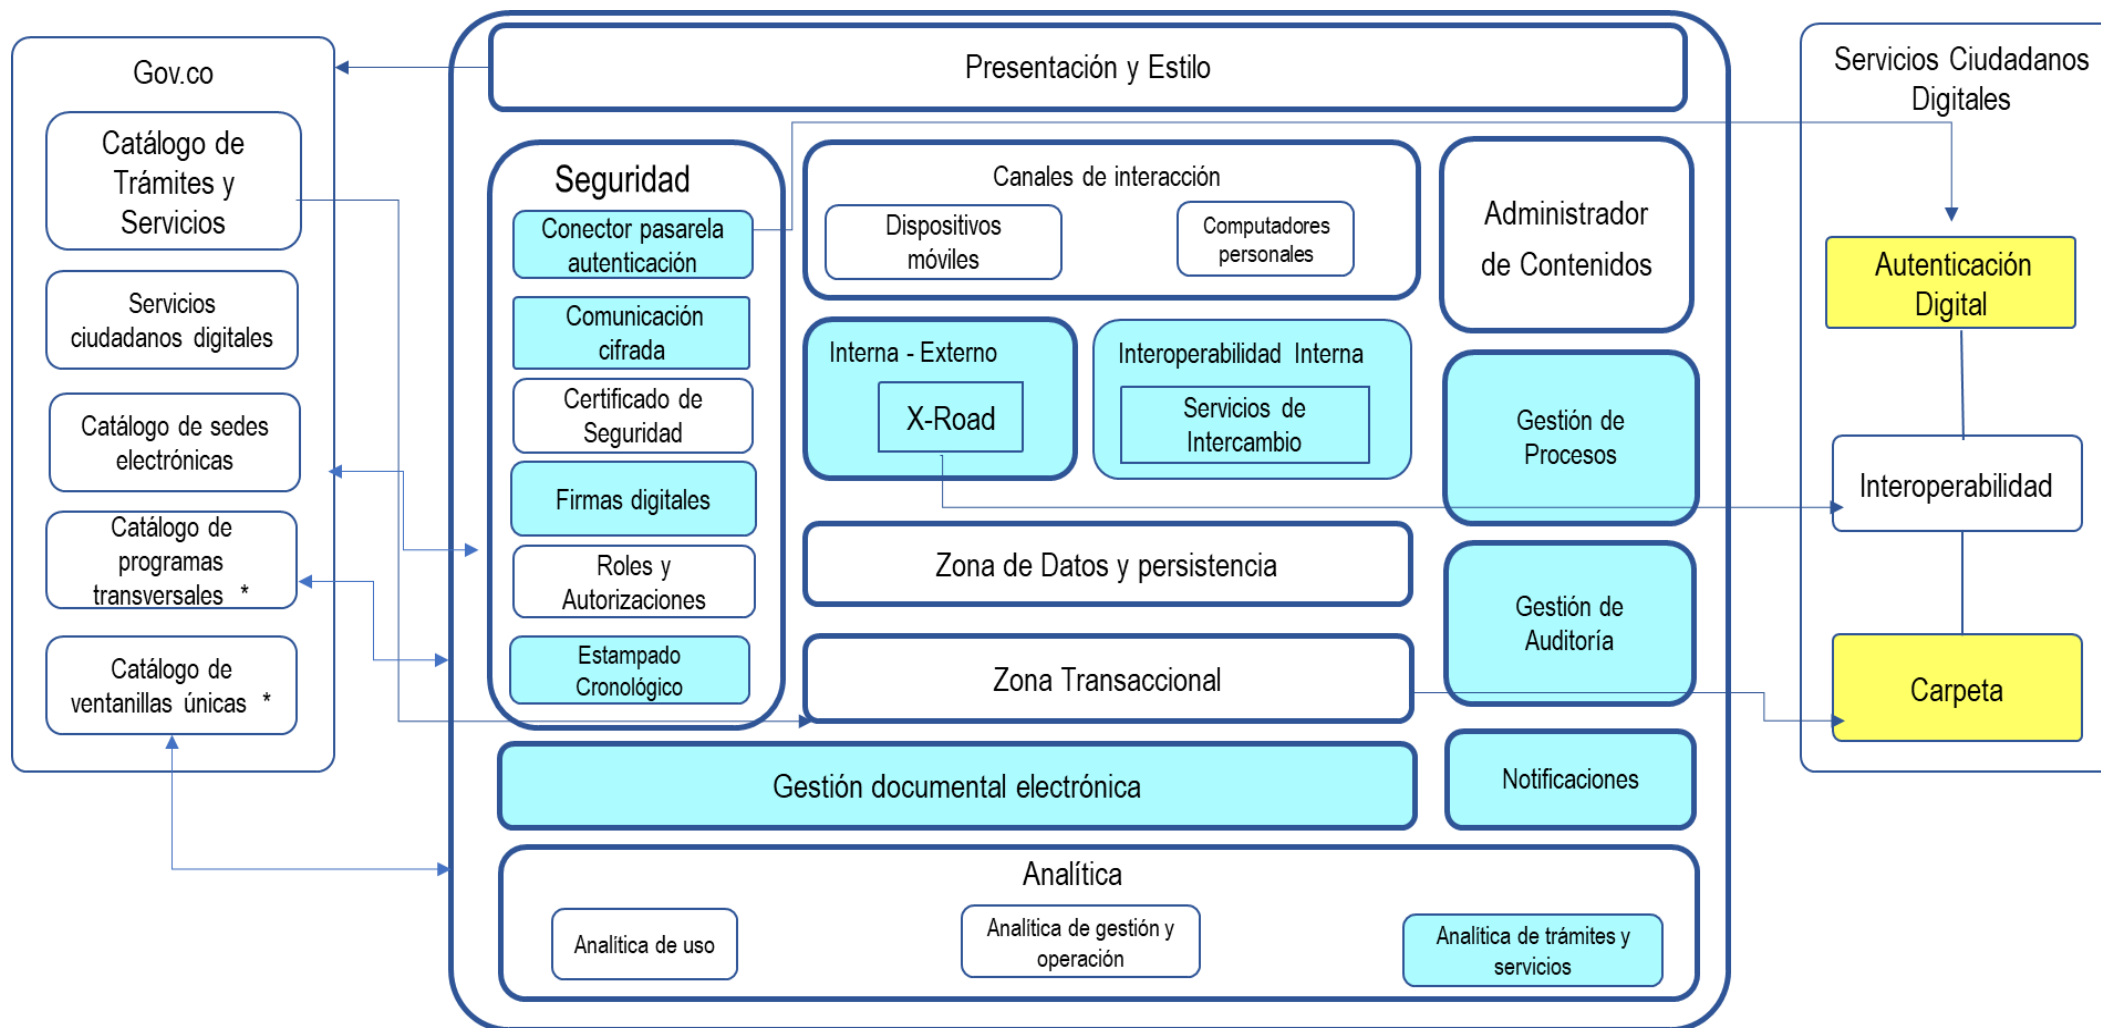 Gov.co
Catálogo de
Trámites y
Servicios
Servicios
ciudadanos digitales
Catálogo de sedes
electrónicas
Catálogo de
programas
transversales *
Catálogo de
ventanillas únicas *
Presentación y Estilo
Seguridad
Conector pasarela
autenticación
Comunicación
cifrada
Certificado de
Seguridad
Firmas digitales
Roles y
Autorizaciones
Estampado
Cronológico
Canales de interacción
Dispositivos
móviles
Computadores
personales
Interna - Externo
X-Road
Interoperabilidad Interna
Servicios de
Intercambio
Zona de Datos y persistencia
Zona Transaccional
Administrador
de Contenidos
Gestión de
Procesos
Gestión de
Auditoría
Gestión documental electrónica
Notificaciones
Analítica
Analítica de uso
Analítica de gestión y
operación
Analítica de trámites y
servicios
Servicios Ciudadanos
Digitales
Autenticación
Digital
Interoperabilidad
Carpeta